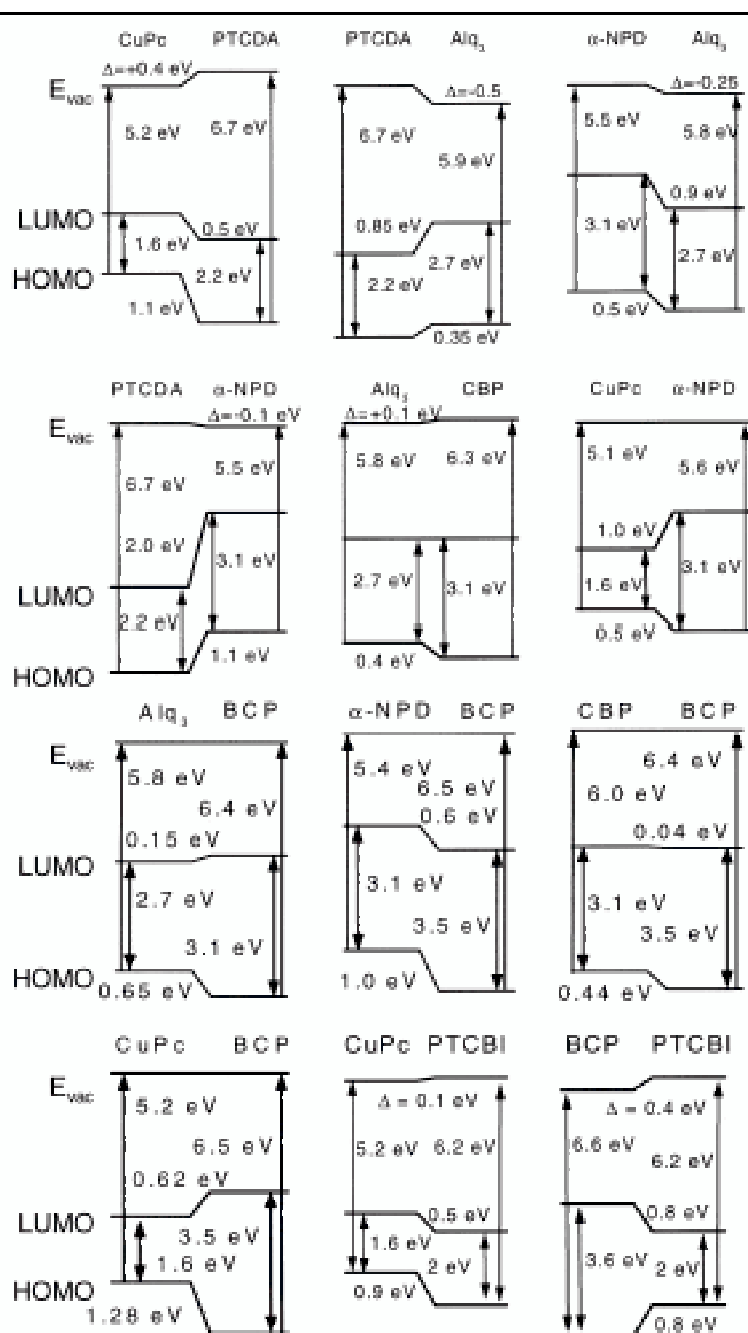 CuPc PTCDA PTCDA Alq₃ α-NPD Alq₃
Δ=+0.4 eV Δ=-0.5 Δ=-0.25
E_vac
5.2 eV 6.7 eV 6.7 eV 5.9 eV 5.5 eV 5.8 eV
LUMO 0.5 eV 0.85 eV 0.9 eV
1.6 eV 2.2 eV 2.2 eV 2.7 eV 3.1 eV 2.7 eV
HOMO
1.1 eV 0.35 eV 0.5 eV
PTCDA α-NPD Alq₃ CBP CuPc α-NPD
Δ=-0.1 eV Δ=+0.1 eV
E_vac
6.7 eV 5.5 eV 5.8 eV 6.3 eV 5.1 eV 5.6 eV
2.0 eV 1.0 eV
3.1 eV 2.7 eV 3.1 eV 1.6 eV 3.1 eV
LUMO
2.2 eV 1.1 eV 0.4 eV 0.5 eV
HOMO
Alq₃ BCP α-NPD BCP CBP BCP
E_vac
5.8 eV 6.4 eV 5.4 eV 6.5 eV 6.0 eV 6.4 eV
0.15 eV 0.6 eV 0.04 eV
LUMO
2.7 eV 3.1 eV 3.1 eV 3.5 eV 3.1 eV 3.5 eV
HOMO 0.65 eV 1.0 eV 0.44 eV
CuPc BCP CuPc PTCBI BCP PTCBI
E_vac
Δ = 0.1 eV Δ = 0.4 eV
5.2 eV 6.5 eV 5.2 eV 6.2 eV 6.6 eV 6.2 eV
0.62 eV 0.5 eV 0.8 eV
LUMO
3.5 eV 1.6 eV 1.6 eV 2 eV 3.6 eV 2 eV
HOMO
1.28 eV 0.9 eV 0.8 eV